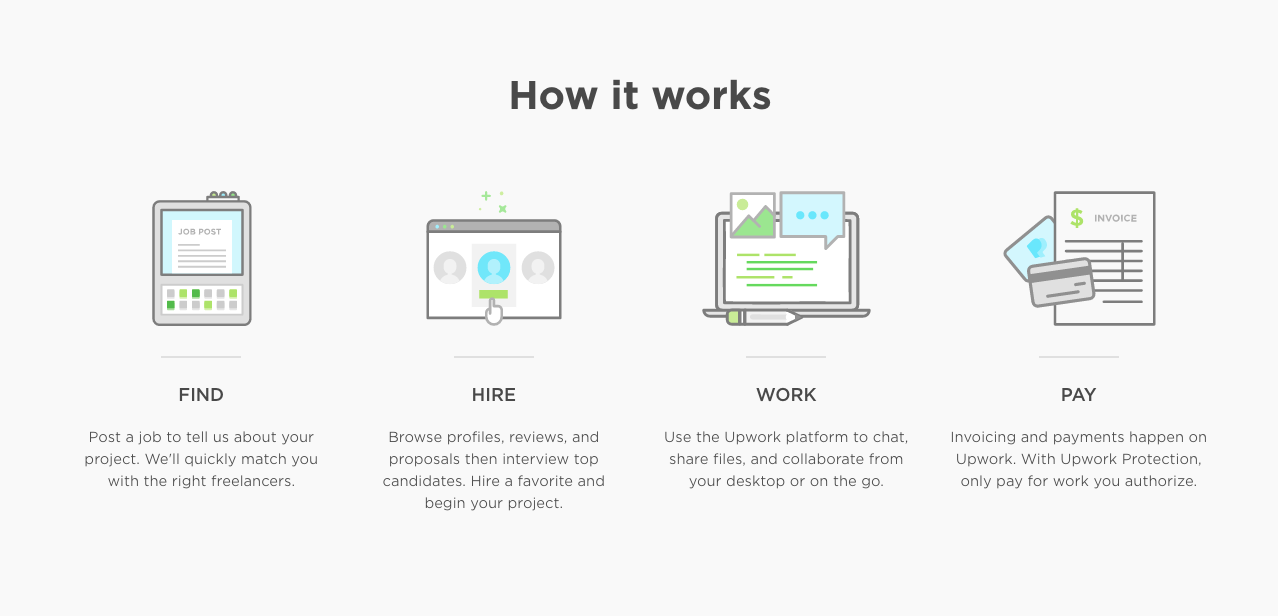 How it works
JOB POST
INVOICE
FIND
Post a job to tell us about your
project. We'll quickly match you
with the right freelancers.
HIRE
Browse profiles, reviews, and
proposals then interview top
candidates. Hire a favorite and
begin your project.
WORK
Use the Upwork platform to chat,
share files, and collaborate from
your desktop or on the go.
PAY
Invoicing and payments happen on
Upwork. With Upwork Protection,
only pay for work you authorize.